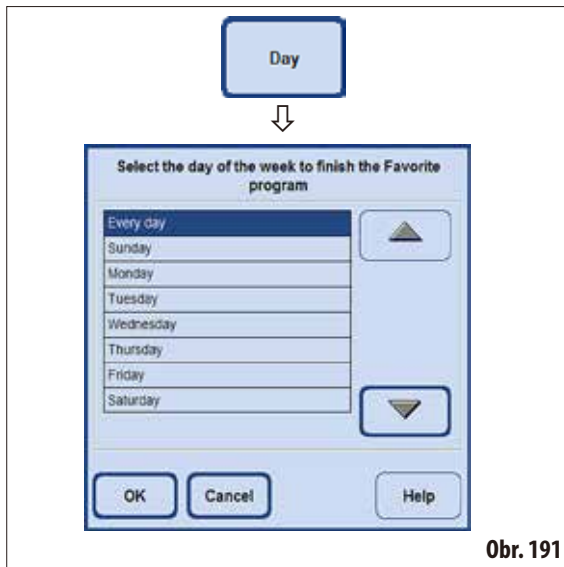 Day
Select the day of the week to finish the Favorite
program
Every day
Sunday
Monday
Tuesday
Wednesday
Thursday
Friday
Saturday
OK
Cancel
Help
Obr. 191